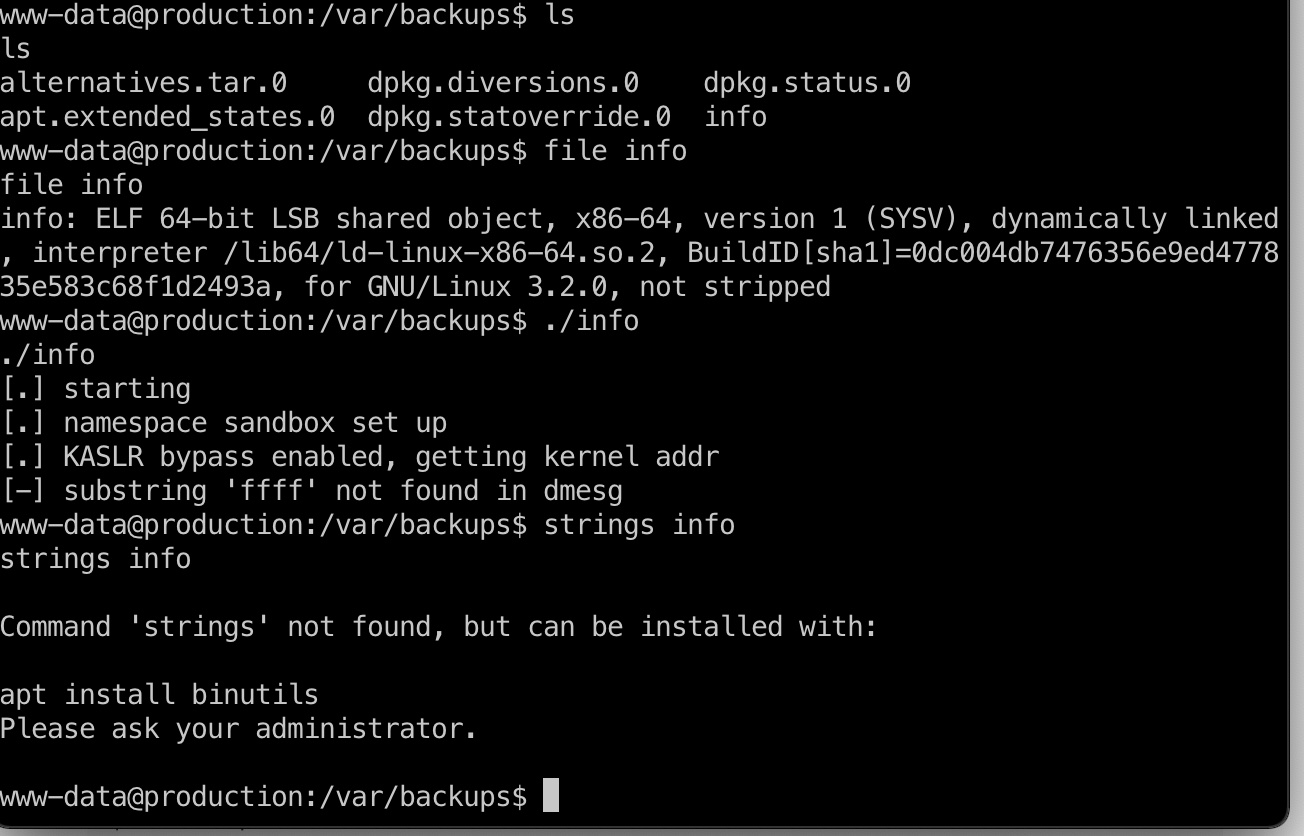 www-data@production:/var/backups$ ls
ls
alternatives.tar.0     dpkg.diversions.0    dpkg.status.0
apt.extended_states.0  dpkg.statoverride.0  info
www-data@production:/var/backups$ file info
file info
info: ELF 64-bit LSB shared object, x86-64, version 1 (SYSV), dynamically linked
, interpreter /lib64/ld-linux-x86-64.so.2, BuildID[sha1]=0dc004db7476356e9ed4778
35e583c68f1d2493a, for GNU/Linux 3.2.0, not stripped
www-data@production:/var/backups$ ./info
./info
[.] starting
[.] namespace sandbox set up
[.] KASLR bypass enabled, getting kernel addr
[-] substring 'ffff' not found in dmesg
www-data@production:/var/backups$ strings info
strings info
Command 'strings' not found, but can be installed with:
apt install binutils
Please ask your administrator.
www-data@production:/var/backups$